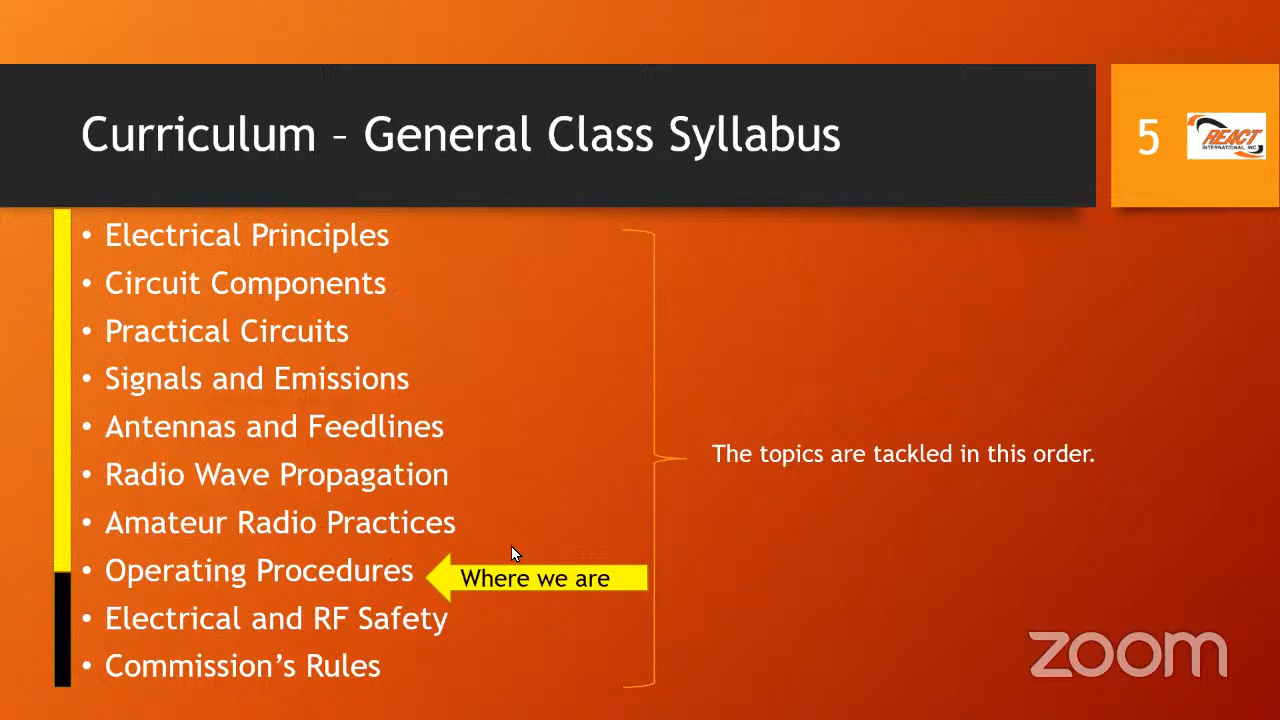 Curriculum – General Class Syllabus
5
REACT
INTERNATIONAL, INC.
• Electrical Principles
• Circuit Components
• Practical Circuits
• Signals and Emissions
• Antennas and Feedlines
• Radio Wave Propagation
• Amateur Radio Practices
• Operating Procedures
Where we are
• Electrical and RF Safety
• Commission’s Rules
The topics are tackled in this order.
zoom